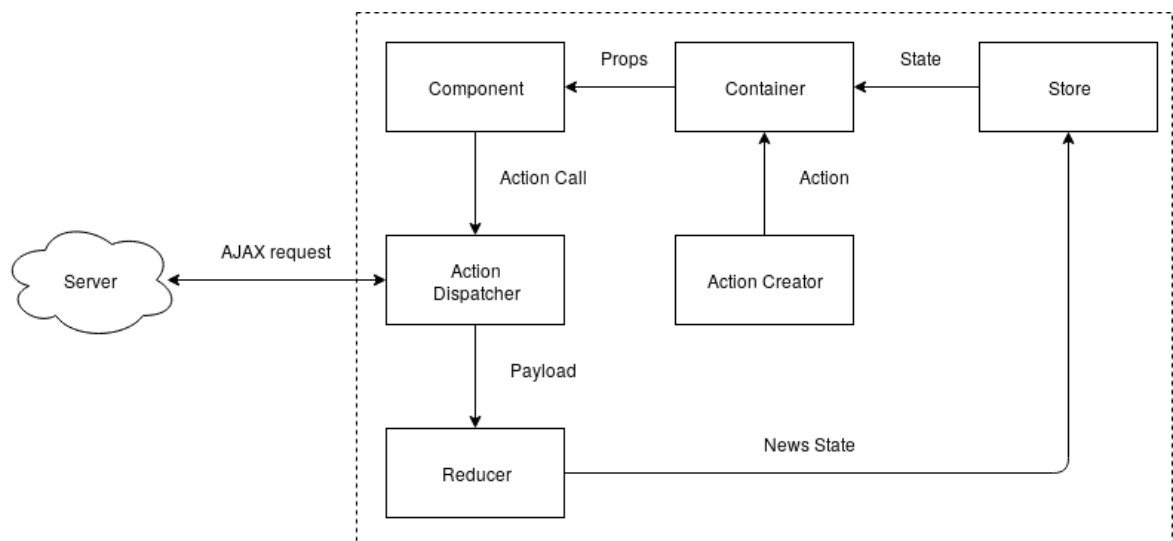 Props
State
Component
Container
Store
Action Call
Action
AJAX request
Server
Action
Dispatcher
Action Creator
Payload
News State
Reducer